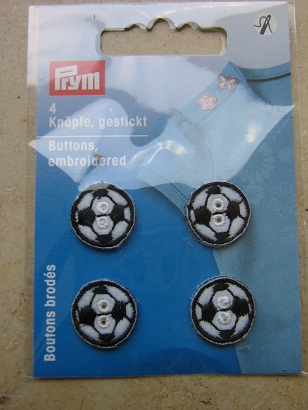 Prym
4
Knöpfe, gestickt
Buttons,
embroidered
Boutons brodés